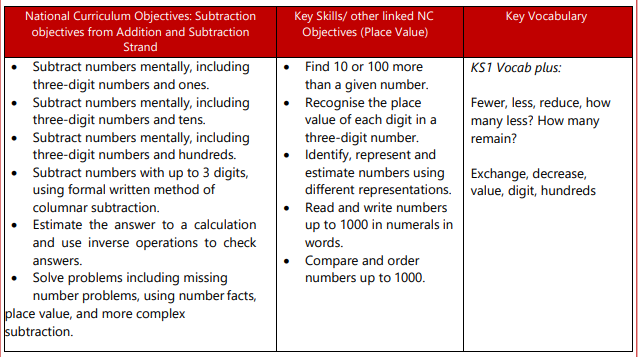 National Curriculum Objectives: Subtraction
objectives from Addition and Subtraction
Strand
• Subtract numbers mentally, including
three-digit numbers and ones.
• Subtract numbers mentally, including
three-digit numbers and tens.
• Subtract numbers mentally, including
three-digit numbers and hundreds.
• Subtract numbers with up to 3 digits,
using formal written method of
columnar subtraction.
• Estimate the answer to a calculation
and use inverse operations to check
answers.
• Solve problems including missing
number problems, using number facts,
place value, and more complex
subtraction.
Key Skills/ other linked NC
Objectives (Place Value)
• Find 10 or 100 more
than a given number.
• Recognise the place
value of each digit in a
three-digit number.
• Identify, represent and
estimate numbers using
different representations.
• Read and write numbers
up to 1000 in numerals in
words.
• Compare and order
numbers up to 1000.
Key Vocabulary
KS1 Vocab plus:
Fewer, less, reduce, how
many less? How many
remain?
Exchange, decrease,
value, digit, hundreds